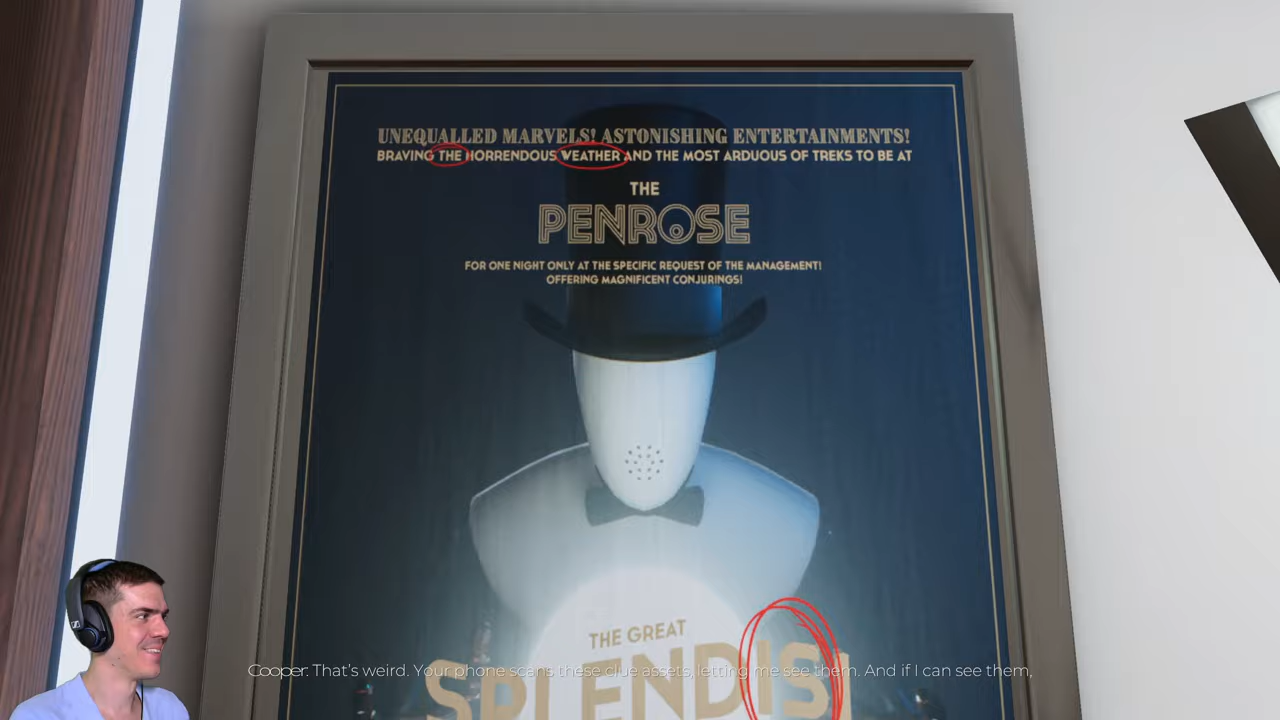 UNEQUALLED MARVELS! ASTONISHING ENTERTAINMENTS!
BRAVING THE HORRENDOUS WEATHER AND THE MOST ARDUOUS OF TREKS TO BE AT
THE
PENROSE
FOR ONE NIGHT ONLY AT THE SPECIFIC REQUEST OF THE MANAGEMENT!
OFFERING MAGNIFICENT CONJURINGS!
THE GREAT
SPLENDISI
Cooper: That's weird. Your phone scans these clue assets, letting me see them. And if I can see them,